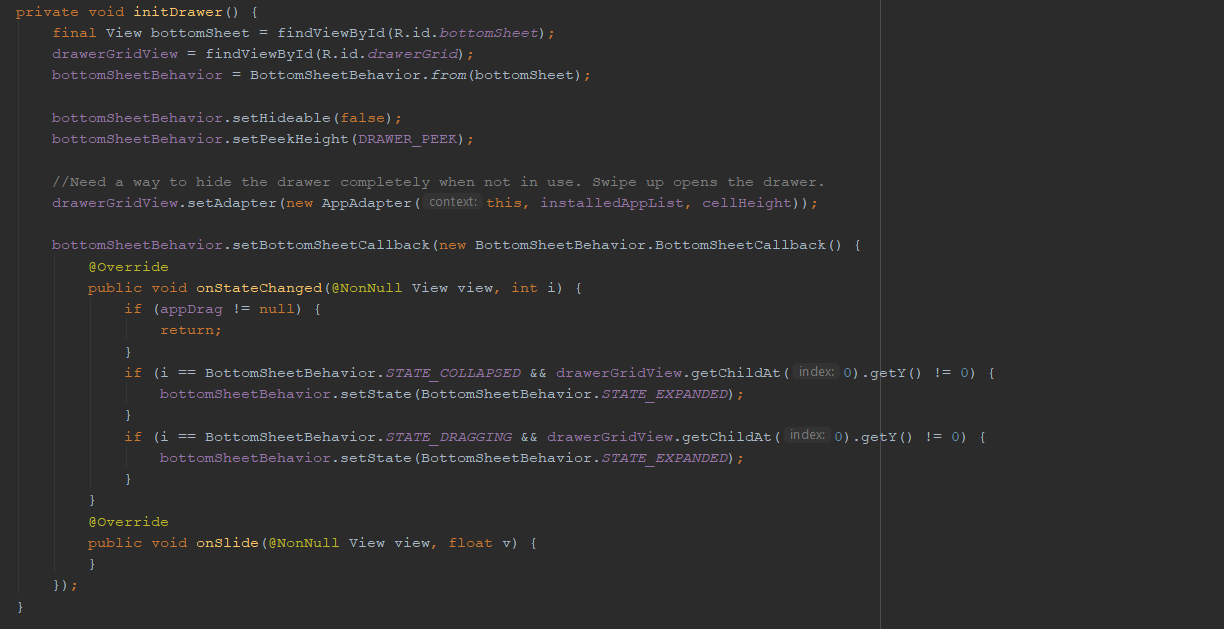 private void initDrawer() {
final View bottomSheet = findViewById(R.id.bottomSheet);
drawerGridView = findViewById(R.id.drawerGrid);
bottomSheetBehavior = BottomSheetBehavior.from(bottomSheet);
bottomSheetBehavior.setHideable(false);
bottomSheetBehavior.setPeekHeight(DRAWER_PEEK);
//Need a way to hide the drawer completely when not in use. Swipe up opens the drawer.
drawerGridView.setAdapter(new AppAdapter( context: this, installedAppList, cellHeight));
bottomSheetBehavior.setBottomSheetCallback(new BottomSheetBehavior.BottomSheetCallback() {
@Override
public void onStateChanged(@NonNull View view, int i) {
if (appDrag != null) {
return;
}
if (i == BottomSheetBehavior.STATE_COLLAPSED && drawerGridView.getChildAt( index: 0).getY() != 0) {
bottomSheetBehavior.setState(BottomSheetBehavior.STATE_EXPANDED);
}
if (i == BottomSheetBehavior.STATE_DRAGGING && drawerGridView.getChildAt( index: 0).getY() != 0) {
bottomSheetBehavior.setState(BottomSheetBehavior.STATE_EXPANDED);
}
}
@Override
public void onSlide(@NonNull View view, float v) {
}
});
}